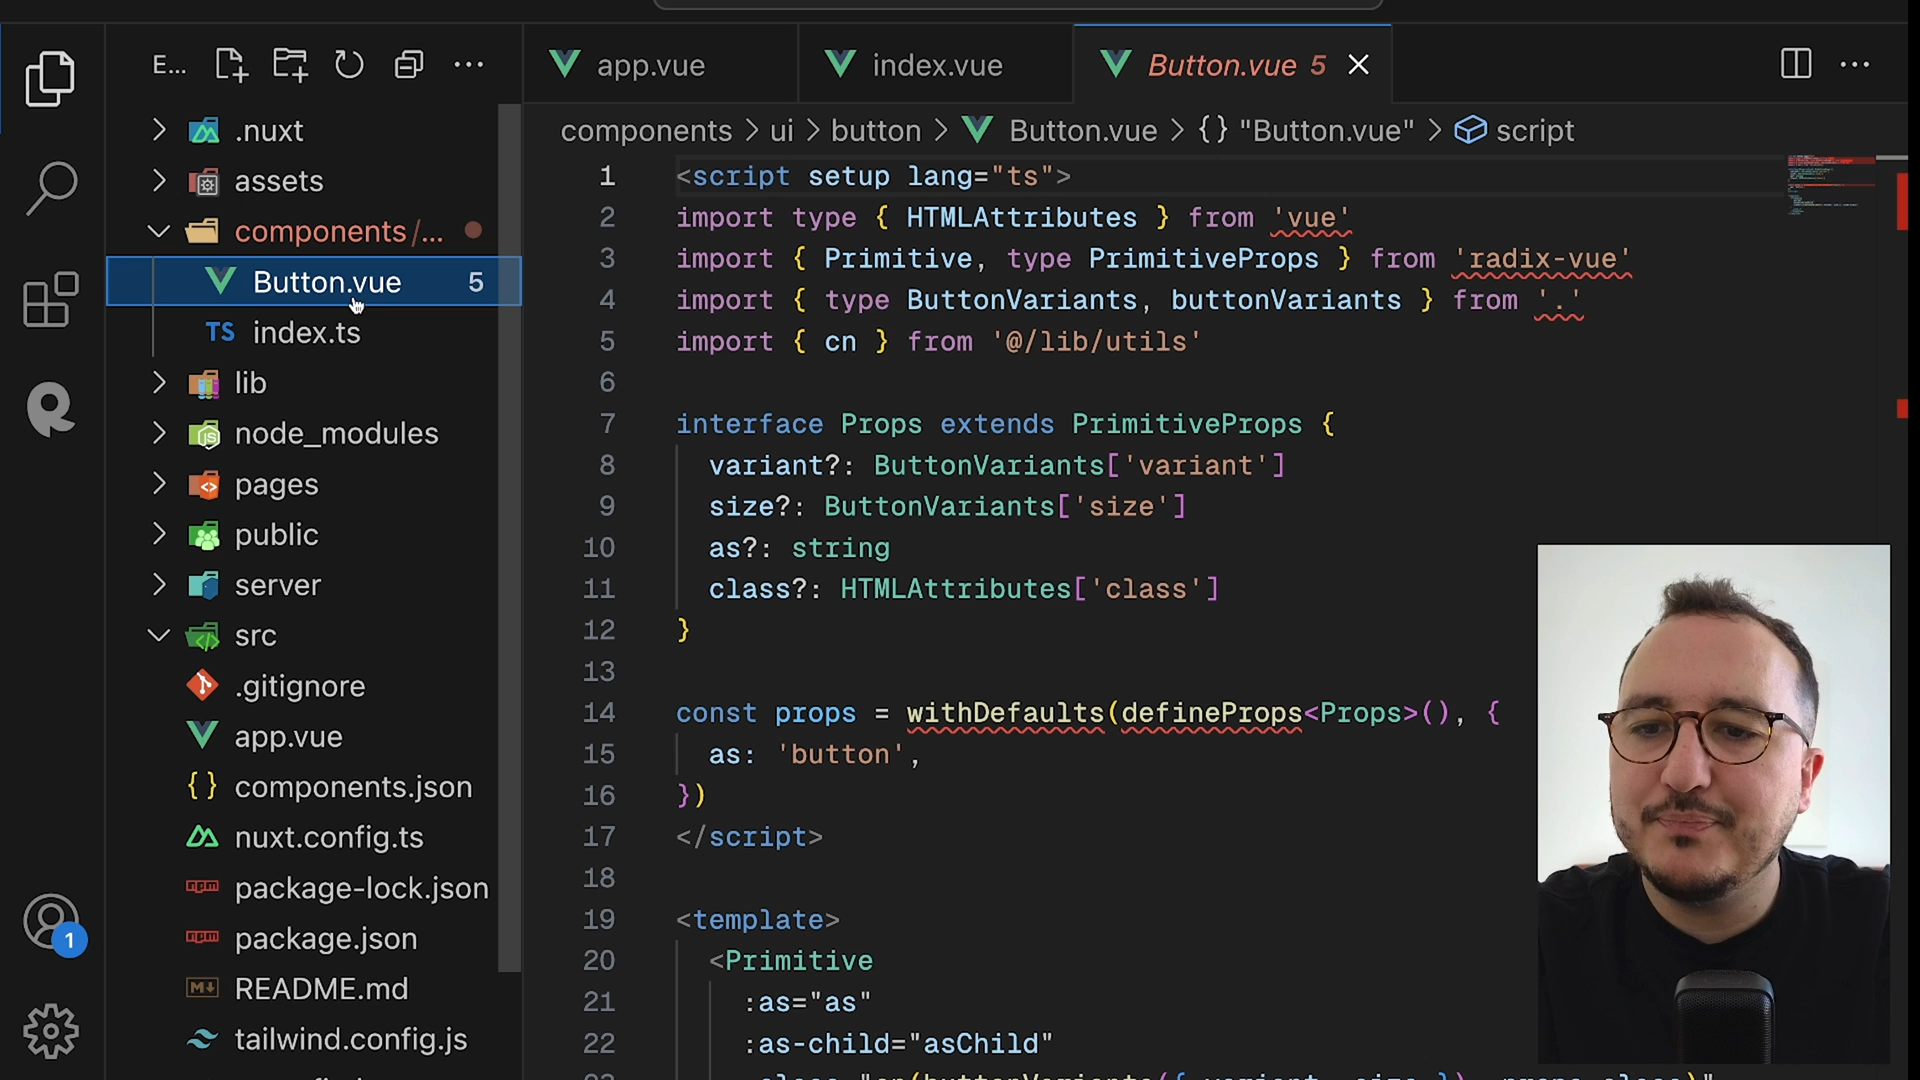 E...
app.vue
index.vue
Button.vue 5
components > ui > button > Button.vue > {} "Button.vue" > script
.nuxt
assets
components/...
Button.vue 5
TS index.ts
lib
node_modules
pages
public
server
src
.gitignore
app.vue
components.json
nuxt.config.ts
package-lock.json
package.json
README.md
tailwind.config.js
1
1 <script setup lang="ts">
2 import type { HTMLAttributes } from 'vue'
3 import { Primitive, type PrimitiveProps } from 'radix-vue'
4 import { type ButtonVariants, buttonVariants } from '.'
5 import { cn } from '@/lib/utils'
6
7 interface Props extends PrimitiveProps {
8 variant?: ButtonVariants['variant']
9 size?: ButtonVariants['size']
10 as?: string
11 class?: HTMLAttributes['class']
12 }
13
14 const props = withDefaults(defineProps<Props>(), {
15 as: 'button',
16 })
17 </script>
18
19 <template>
20 <Primitive
21 :as="as"
22 :as-child="asChild"